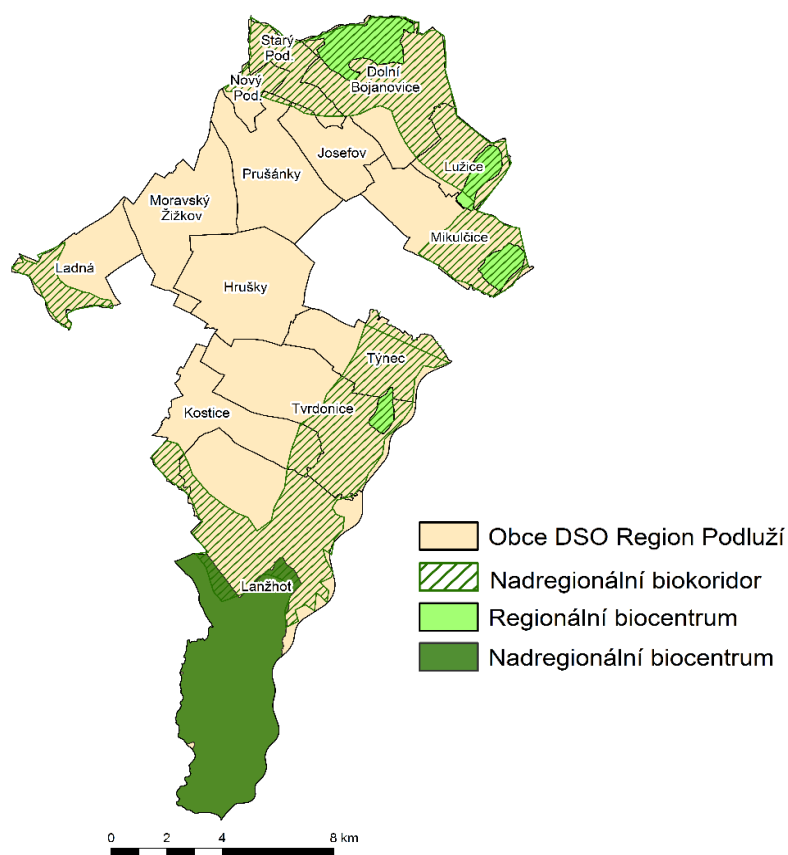 Starý
Pod.
Dolní
Bojanovice
Nový
Pod.
Josefov
Lužice
Prušánky
Moravský
Žižkov
Mikulčice
Ladná
Hrušky
Týnec
Tvrdonice
Kostice
Lanžhot
Obce DSO Region Podluží
Nadregionální biokoridor
Regionální biocentrum
Nadregionální biocentrum
0 2 4 8 km